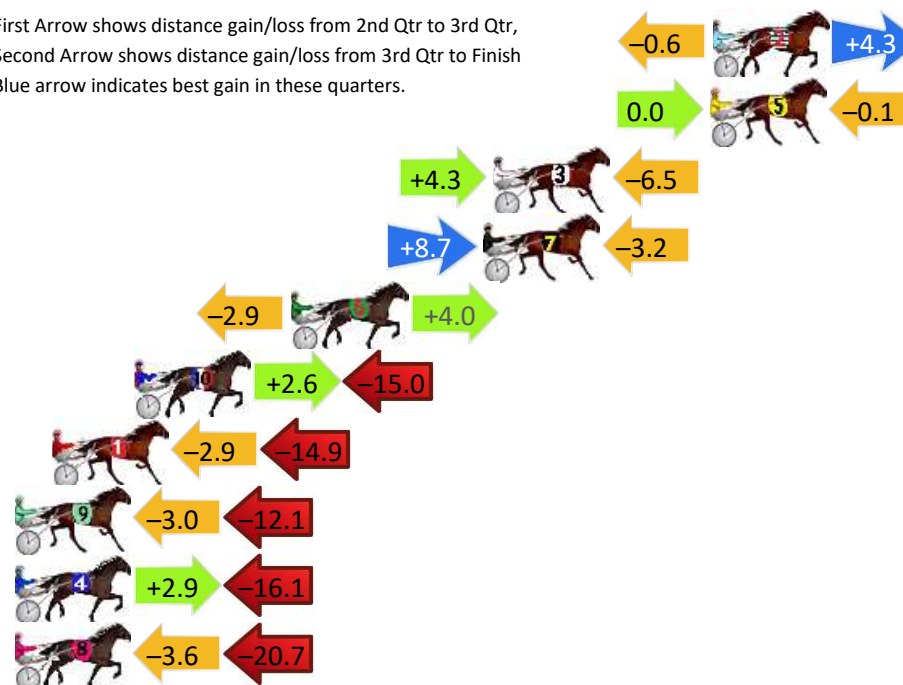 First Arrow shows distance gain/loss from 2nd Qtr to 3rd Qtr,
Second Arrow shows distance gain/loss from 3rd Qtr to Finish
Blue arrow indicates best gain in these quarters.
–0.6 2 +4.3
0.0 5 –0.1
+4.3 3 –6.5
+8.7 7 –3.2
–2.9 6 +4.0
10 +2.6 –15.0
1 –2.9 –14.9
9 –3.0 –12.1
4 +2.9 –16.1
8 –3.6 –20.7